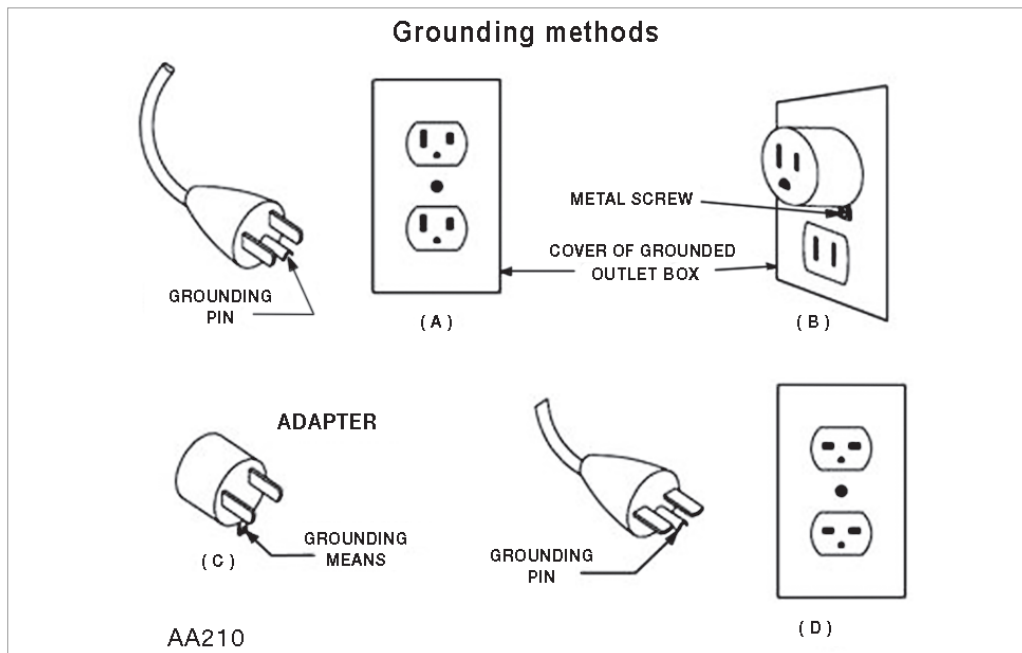 Grounding methods
GROUNDING
PIN
( A )
METAL SCREW
COVER OF GROUNDED
OUTLET BOX
( B )
ADAPTER
GROUNDING
MEANS
( C )
GROUNDING
PIN
( D )
AA210